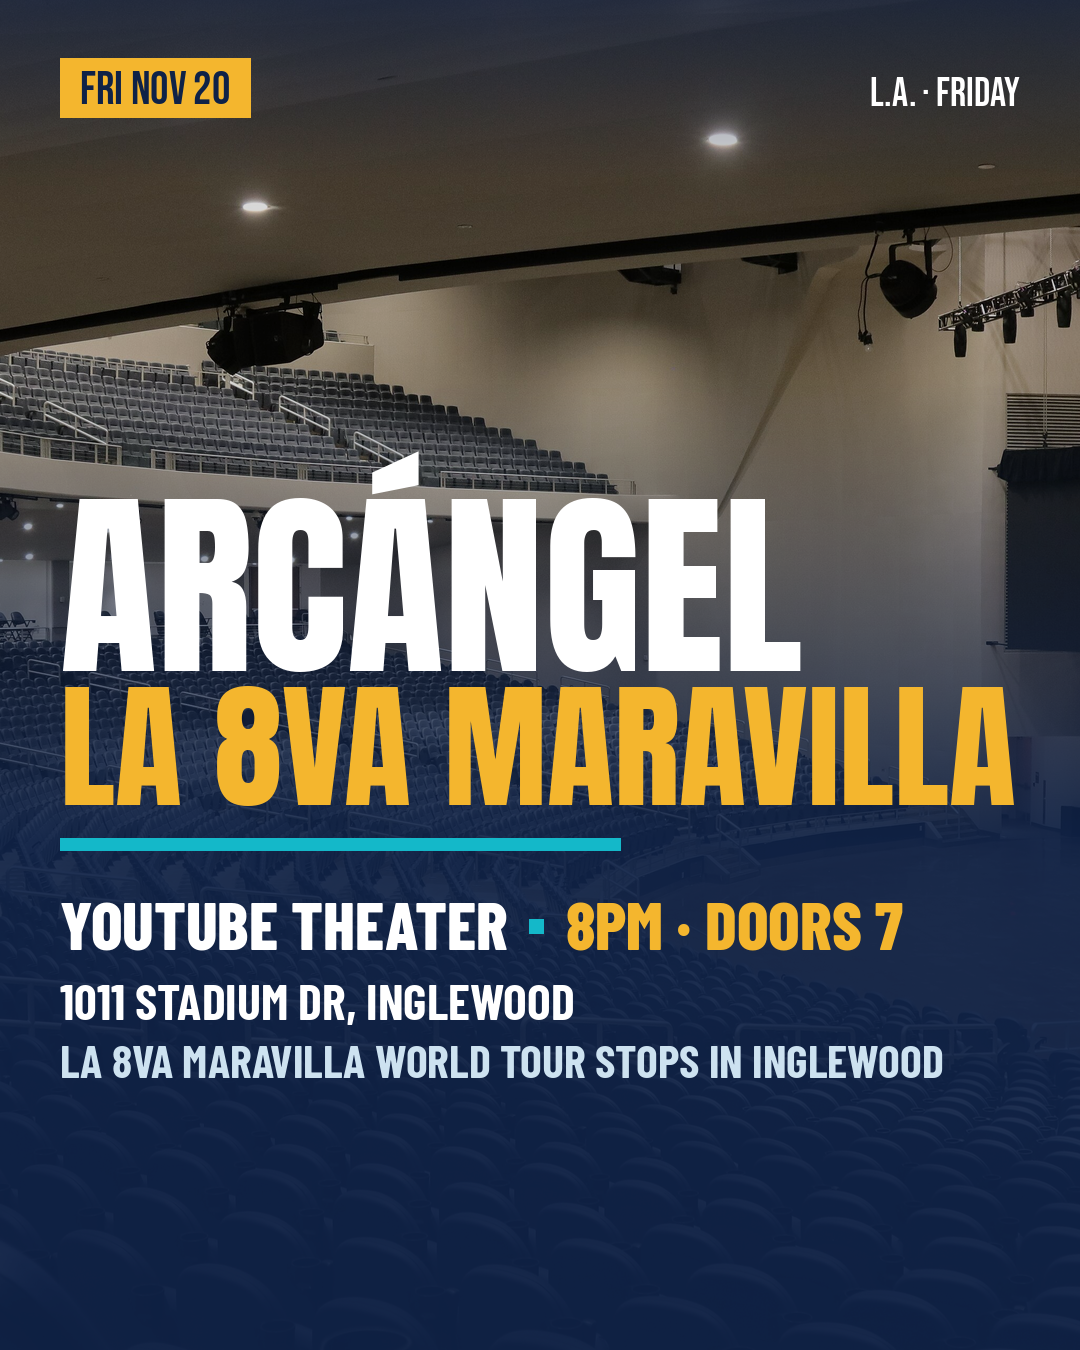 FRI NOV 20
L.A. · FRIDAY
ARCÁNGEL
LA 8VA MARAVILLA
YOUTUBE THEATER ▪ 8PM · DOORS 7
1011 STADIUM DR, INGLEWOOD
LA 8VA MARAVILLA WORLD TOUR STOPS IN INGLEWOOD